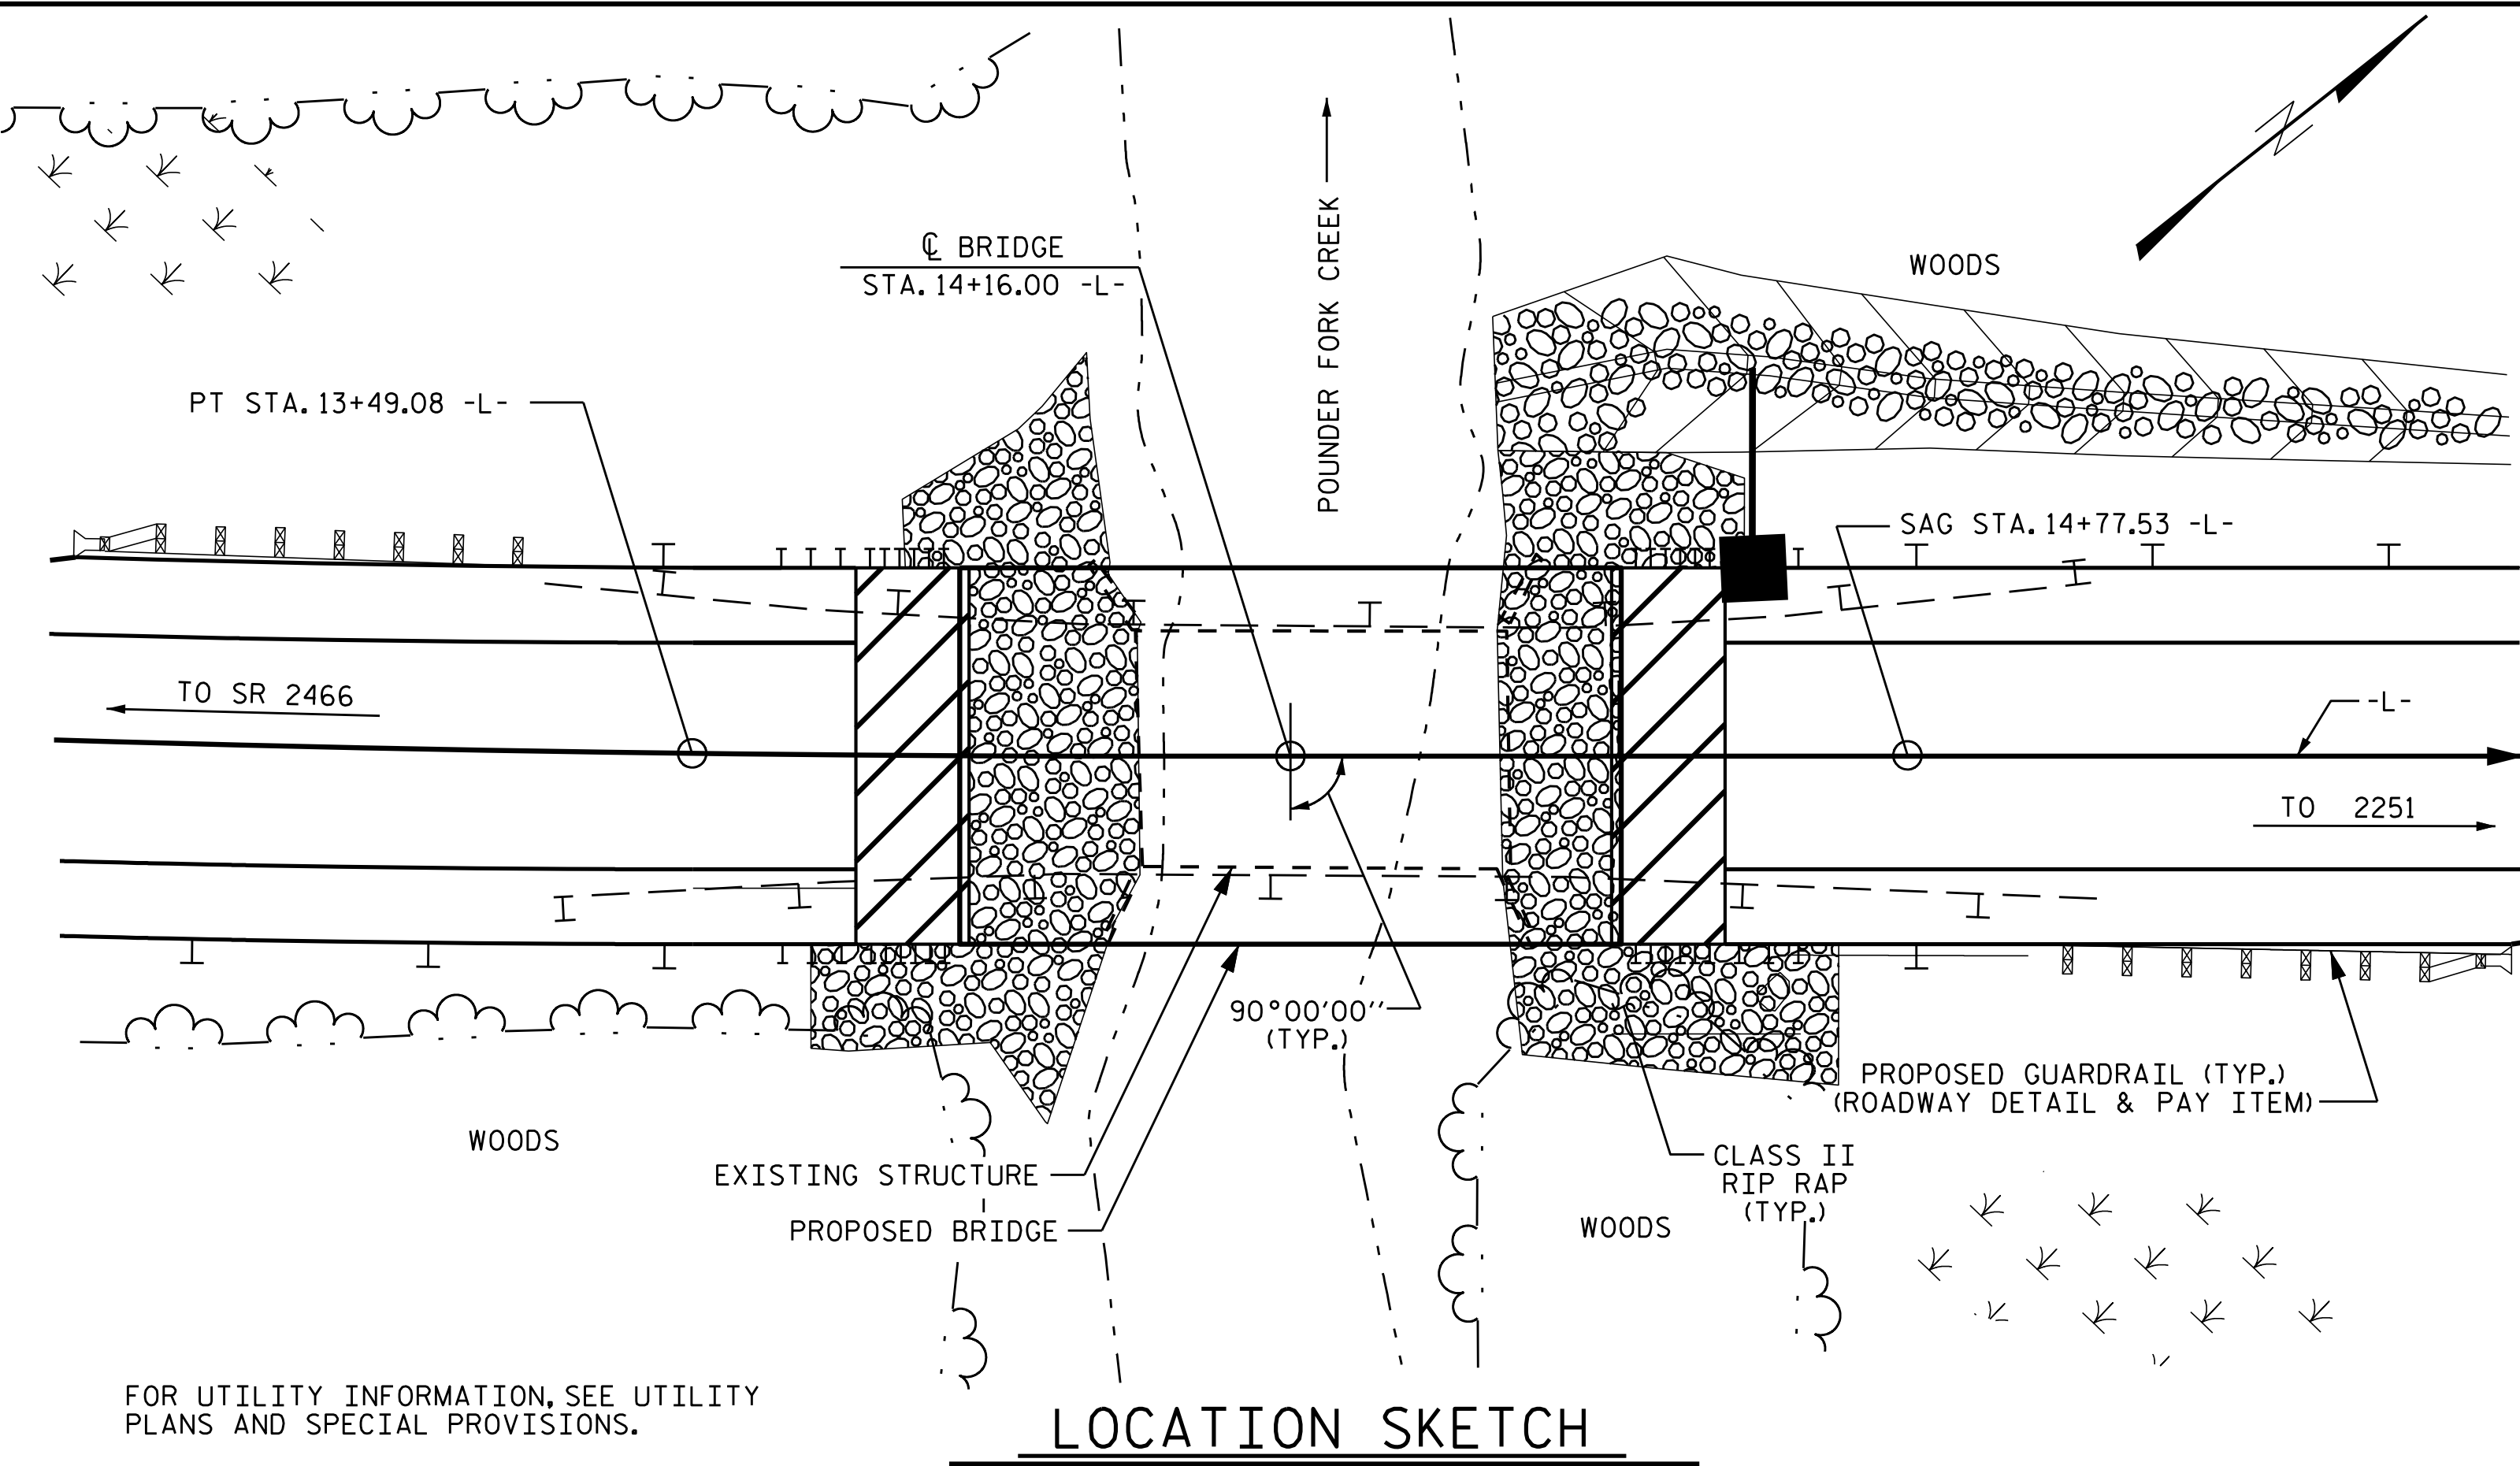 WOODS
℄ BRIDGE
STA. 14+16.00 -L-
POUNDER FORK CREEK
PT STA. 13+49.08 -L-
SAG STA. 14+77.53 -L-
TO SR 2466
-L-
TO 2251
90°00'00''
(TYP.)
PROPOSED GUARDRAIL (TYP.)
(ROADWAY DETAIL & PAY ITEM)
WOODS
CLASS II
RIP RAP
(TYP.)
EXISTING STRUCTURE
PROPOSED BRIDGE
WOODS
FOR UTILITY INFORMATION, SEE UTILITY
PLANS AND SPECIAL PROVISIONS.
LOCATION SKETCH